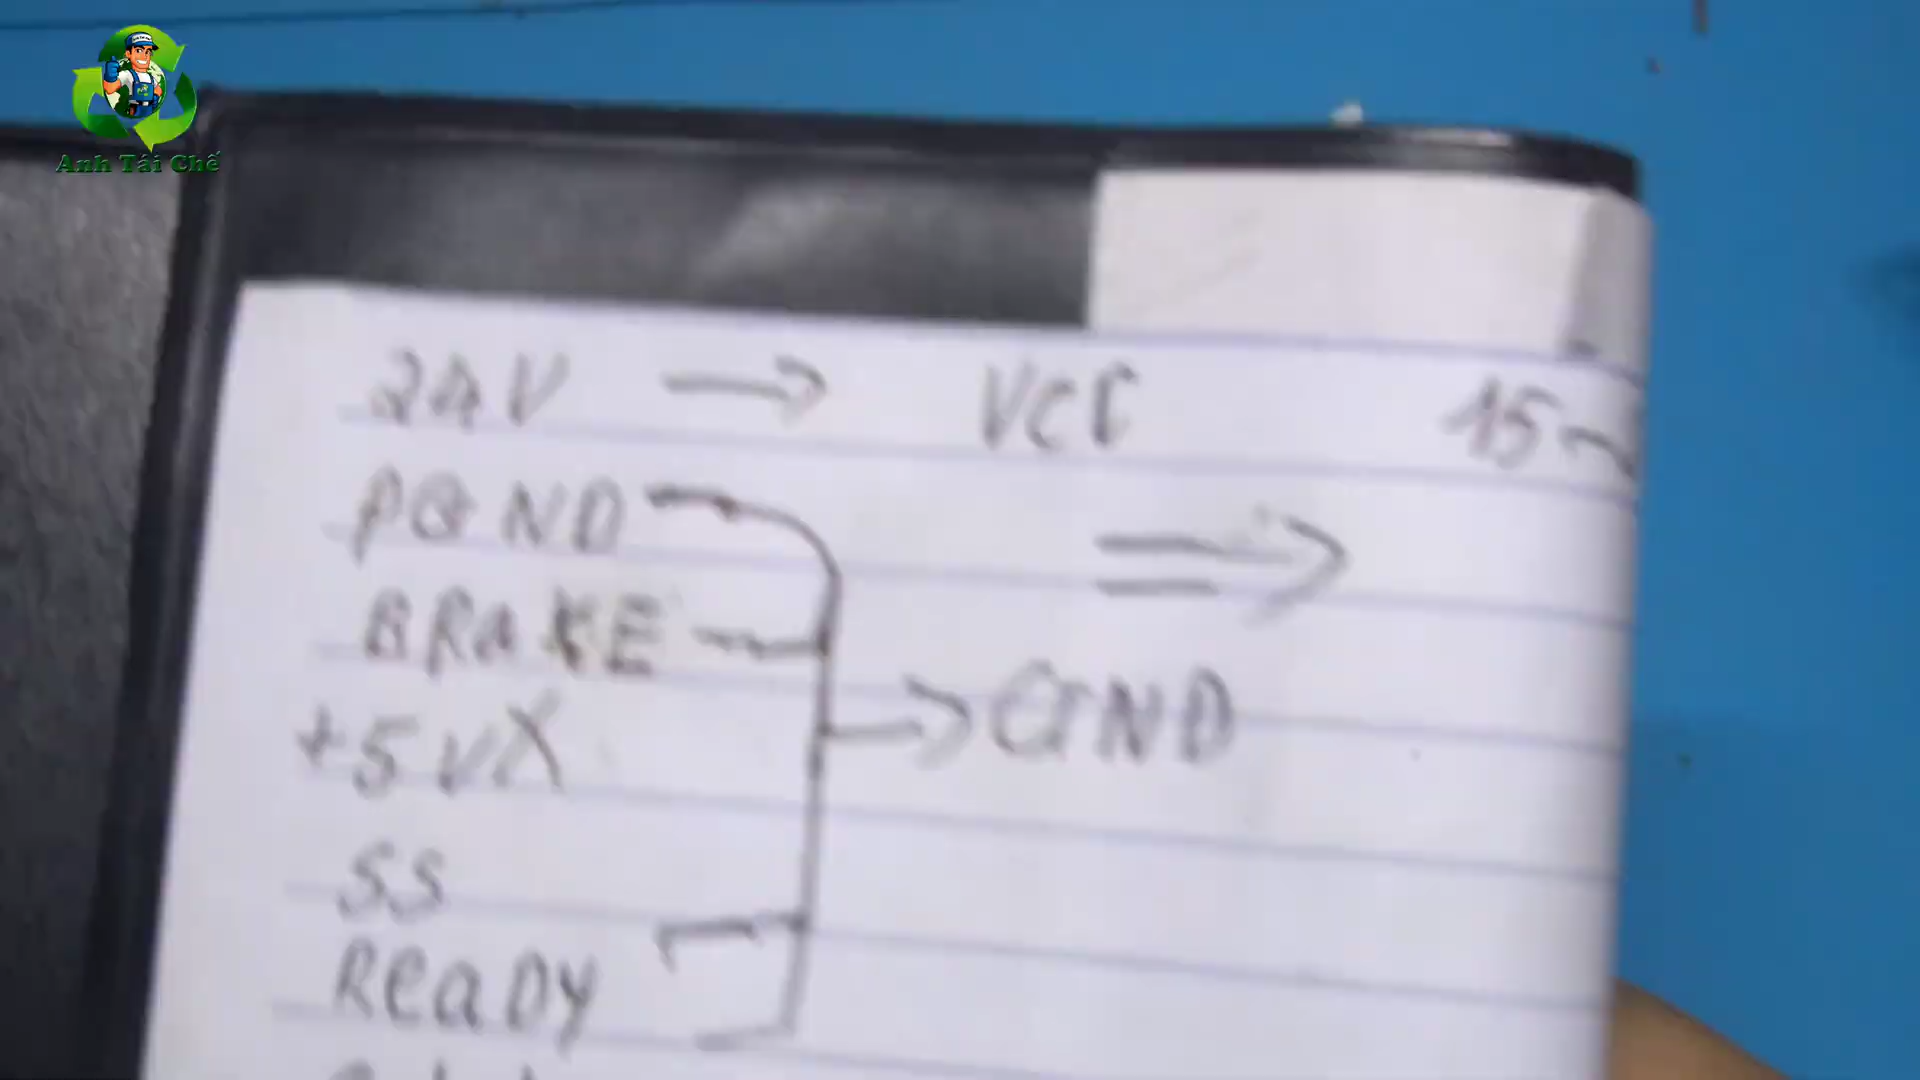 Anh Tái Chế
24V → VCC 15~
PGND
BRAKE
→ GND
+5V X
SS
ReaDy